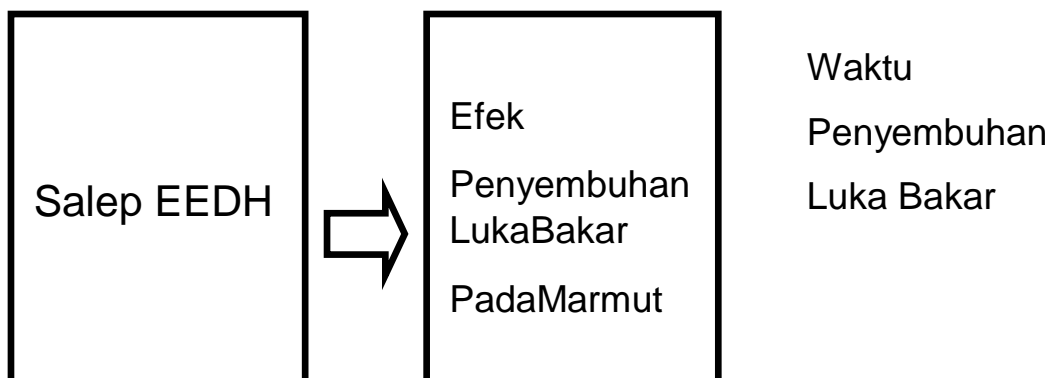 Salep EEDH
Efek
Penyembuhan
LukaBakar
PadaMarmut
Waktu
Penyembuhan
Luka Bakar